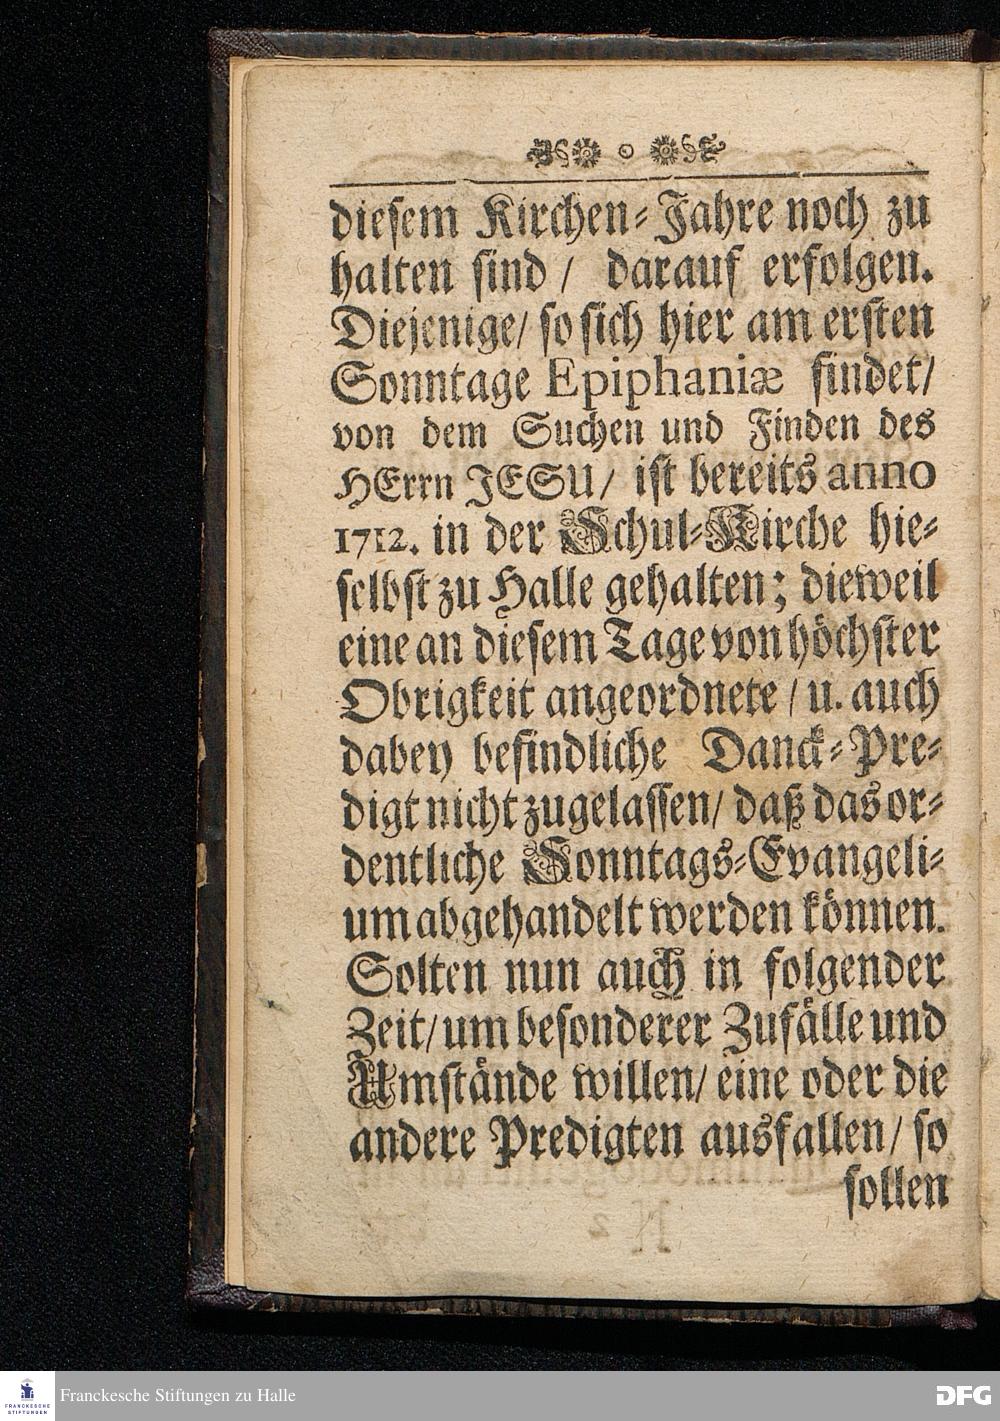 diesem Kirchen-Jahre noch zu
halten sind / darauf erfolgen.
Diejenige/ so sich hier am ersten
Sonntage Epiphaniæ findet/
von dem Suchen und Finden des
HErrn JESU/ ist bereits anno
1712. in der Schul-Kirche hie-
selbst zu Halle gehalten; dieweil
eine an diesem Tage von höchster
Obrigkeit angeordnete / u. auch
dabey befindliche Danck-Pre-
digt nicht zugelassen/ daß das or-
dentliche Sonntags-Evangeli-
um abgehandelt werden können.
Solten nun auch in folgender
Zeit/ um besonderer Zufälle und
Umstände willen/ eine oder die
andere Predigten ausfallen/ so
sollen
FRANCKESCHE
STIFTUNGEN
Franckesche Stiftungen zu Halle
DFG